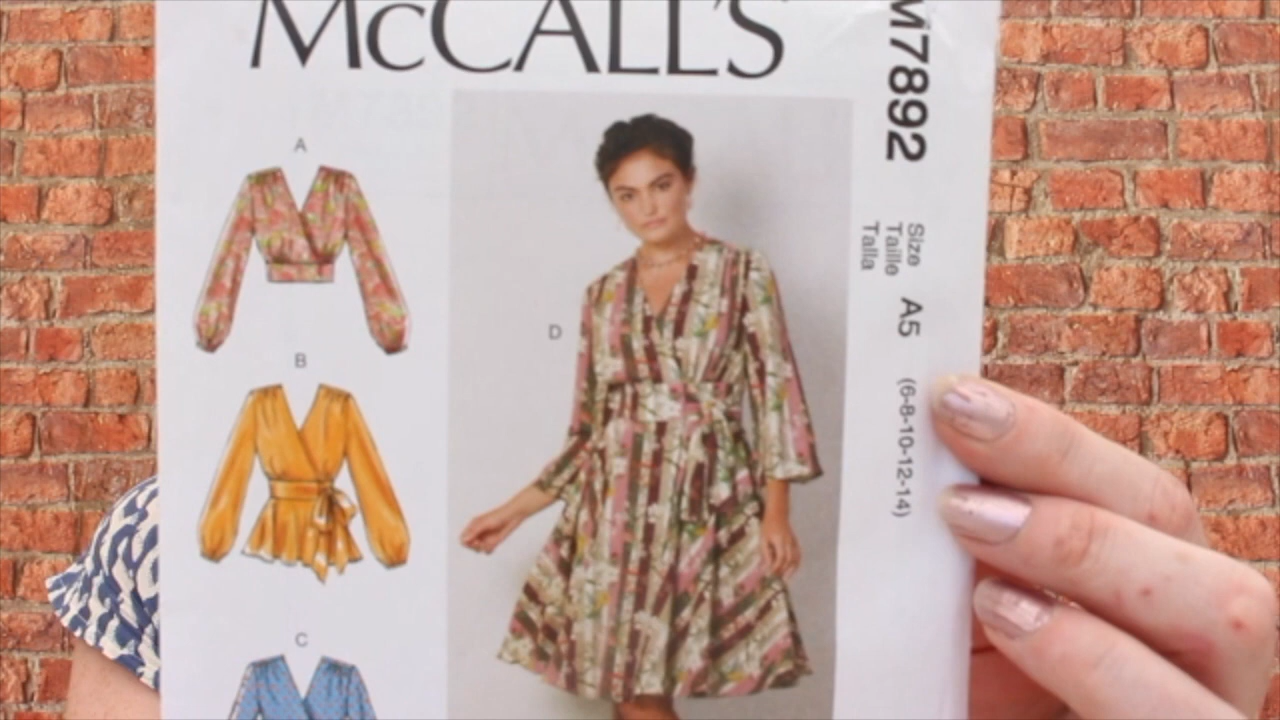 McCALL'S
M7892
A
B
C
D
Size
Taille
Talla
A5
(6-8-10-12-14)